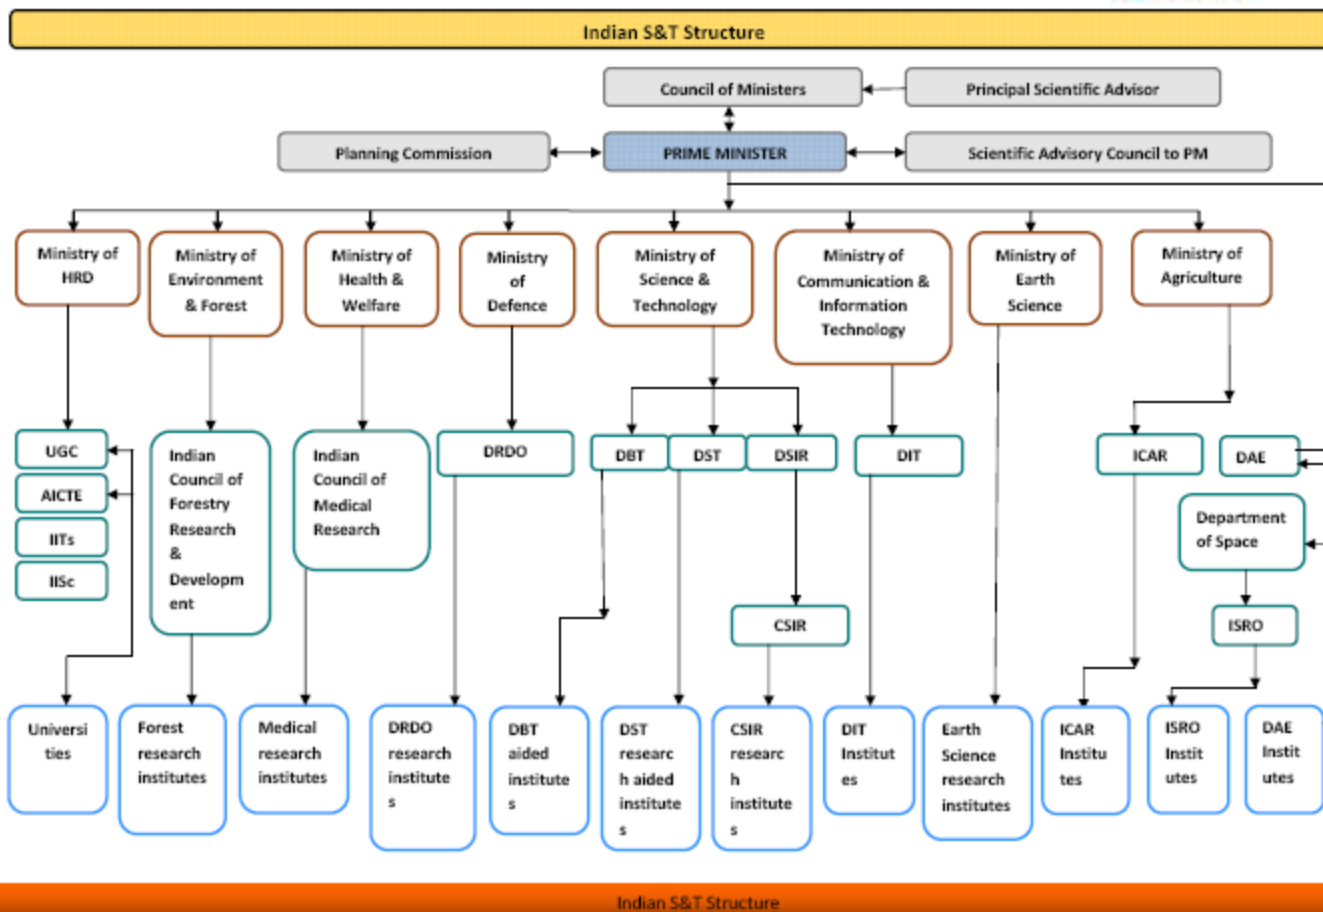 Indian S&T Structure
Council of Ministers
Principal Scientific Advisor
Planning Commission
PRIME MINISTER
Scientific Advisory Council to PM
Ministry of
HRD
Ministry of
Environment
& Forest
Ministry of
Health &
Welfare
Ministry
of
Defence
Ministry of
Science &
Technology
Ministry of
Communication &
Information
Technology
Ministry of
Earth
Science
Ministry of
Agriculture
UGC
AICTE
IITs
IISc
Indian
Council of
Forestry
Research
&
Developm
ent
Indian
Council of
Medical
Research
DRDO
DBT
DST
DSIR
DIT
ICAR
DAE
Department
of Space
CSIR
ISRO
Universi
ties
Forest
research
institutes
Medical
research
institutes
DRDO
research
institute
s
DBT
aided
institute
s
DST
researc
h aided
institute
s
CSIR
researc
h
institute
s
DIT
Institut
es
Earth
Science
research
institutes
ICAR
Institu
tes
ISRO
Instit
utes
DAE
Instit
utes
Indian S&T Structure